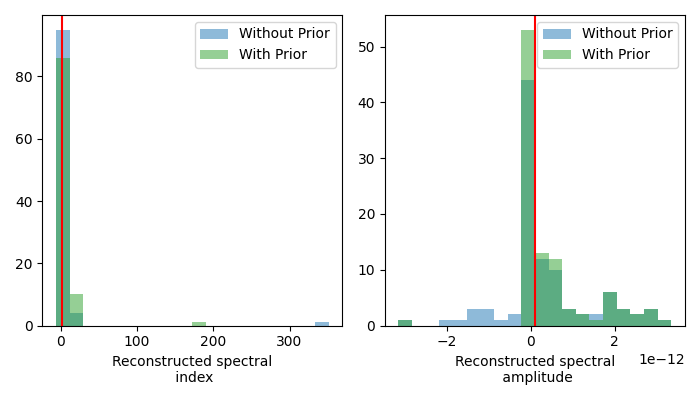 Without Prior
With Prior
80
60
40
20
0
0
100
200
300
Reconstructed spectral
index
Without Prior
With Prior
50
40
30
20
10
0
−2
0
2
1e−12
Reconstructed spectral
amplitude